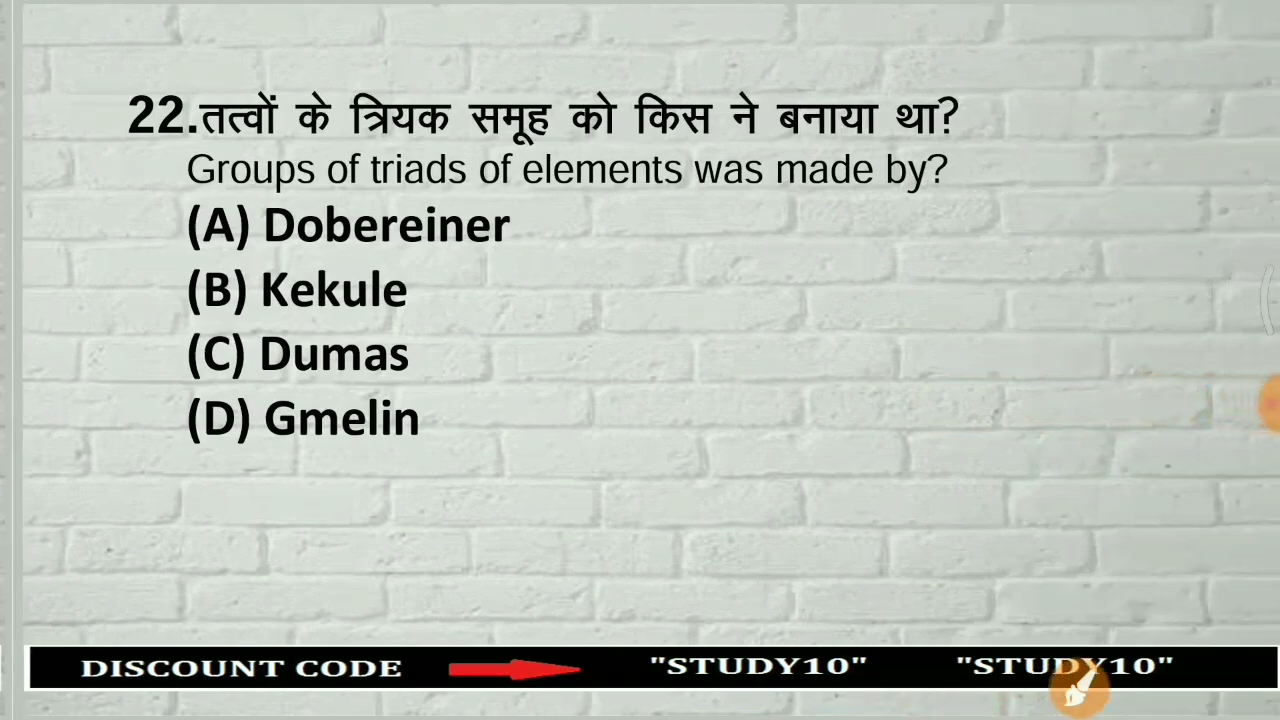 22.तत्वों के त्रियक समूह को किस ने बनाया था?
Groups of triads of elements was made by?
(A) Dobereiner
(B) Kekule
(C) Dumas
(D) Gmelin
DISCOUNT CODE "STUDY10" "STUDY10"